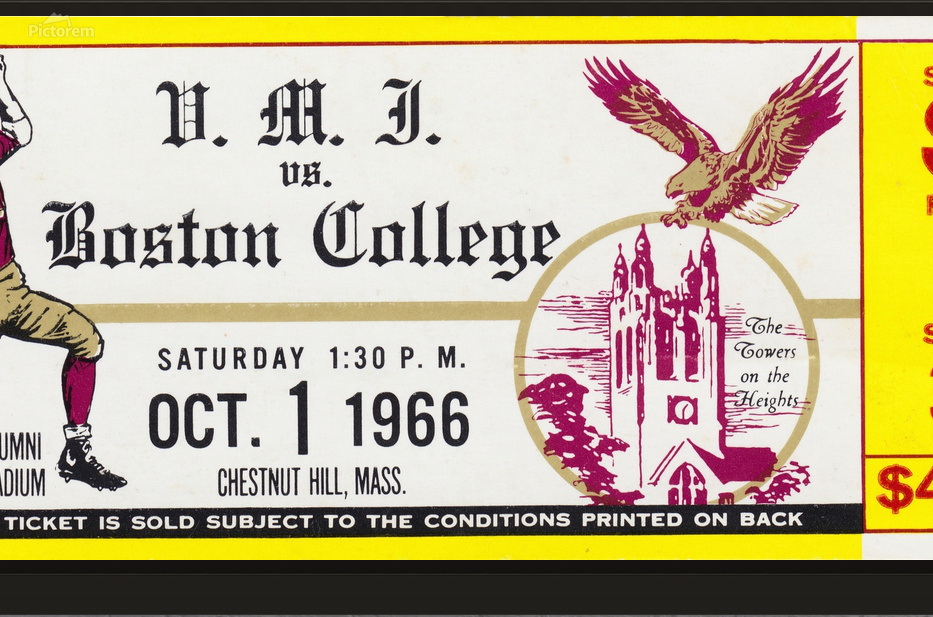 Pictorem
V. M. I.
vs.
Boston College
SATURDAY 1:30 P. M.
OCT. 1 1966
CHESTNUT HILL, MASS.
UMNI
ADIUM
The
Towers
on the
Heights
TICKET IS SOLD SUBJECT TO THE CONDITIONS PRINTED ON BACK
$4